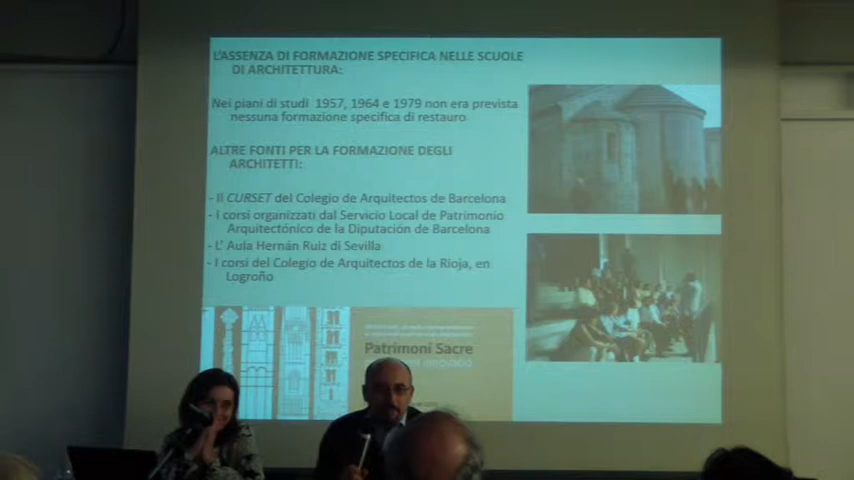 L'ASSENZA DI FORMAZIONE SPECIFICA NELLE SCUOLE
DI ARCHITETTURA:
Nei piani di studi 1957, 1964 e 1979 non era prevista
nessuna formazione specifica di restauro
ALTRE FONTI PER LA FORMAZIONE DEGLI
ARCHITETTI:
- Il CURSET del Colegio de Arquitectos de Barcelona
- I corsi organizzati dal Servicio Local de Patrimonio
Arquitectónico de la Diputación de Barcelona
- L' Aula Hernán Ruiz di Sevilla
- I corsi del Colegio de Arquitectos de la Rioja, en
Logroño
Patrimoni Sacre